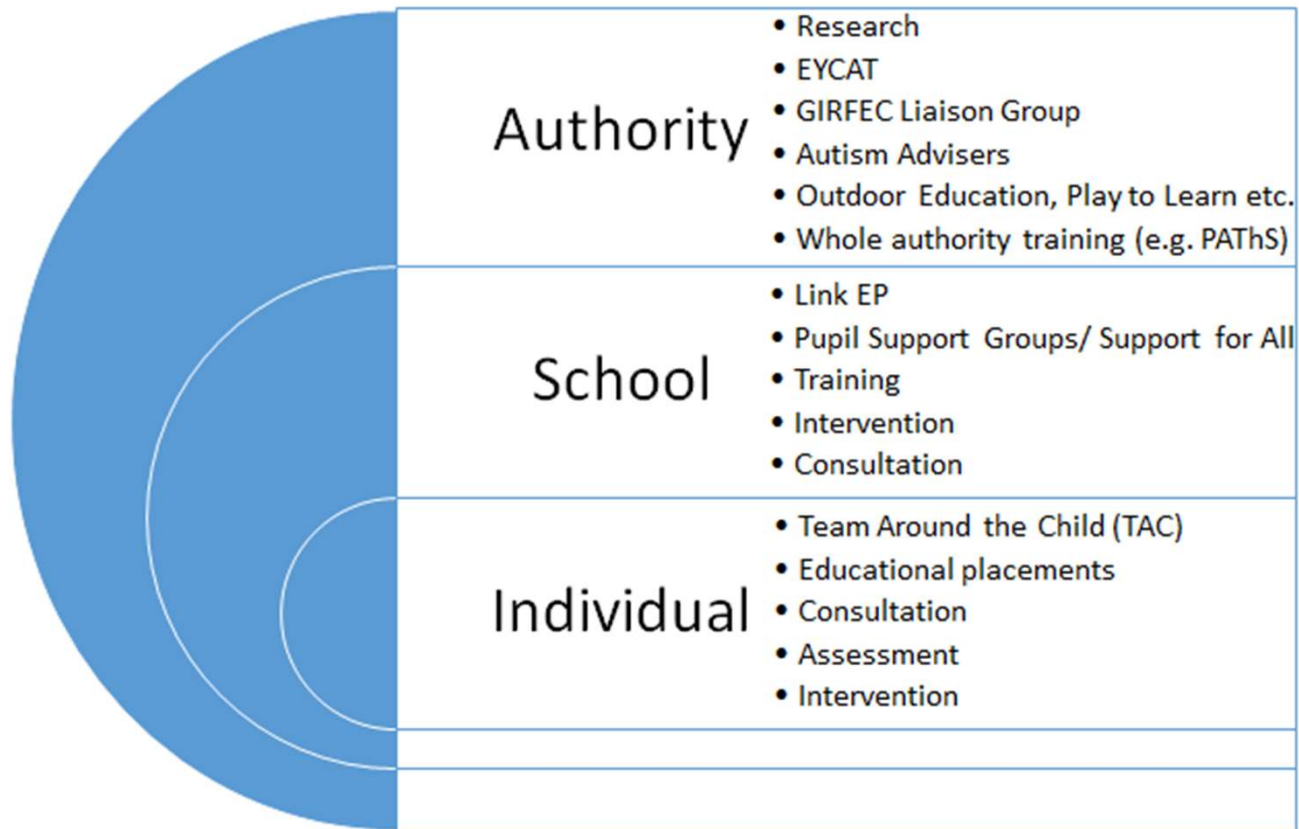 Authority
• Research
• EYCAT
• GIRFEC Liaison Group
• Autism Advisers
• Outdoor Education, Play to Learn etc.
• Whole authority training (e.g. PAThS)
School
• Link EP
• Pupil Support Groups/ Support for All
• Training
• Intervention
• Consultation
Individual
• Team Around the Child (TAC)
• Educational placements
• Consultation
• Assessment
• Intervention